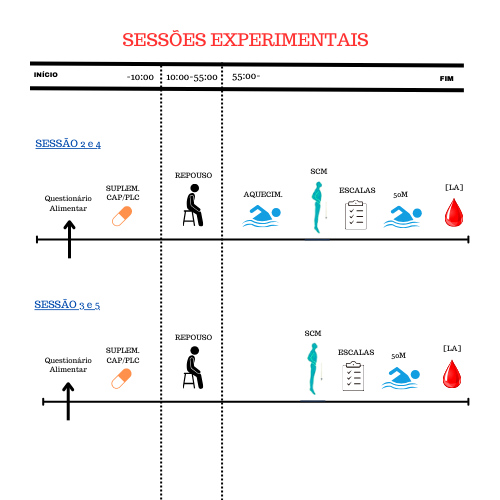 SESSÕES EXPERIMENTAIS
INÍCIO -10:00 10:00-55:00 55:00- FIM
SESSÃO 2 e 4
Questionário
Alimentar
SUPLEM.
CAP/PLC
REPOUSO
AQUECIM.
SCM
ESCALAS
50M
[LA]
SESSÃO 3 e 5
Questionário
Alimentar
SUPLEM.
CAP/PLC
REPOUSO
SCM
ESCALAS
50M
[LA]